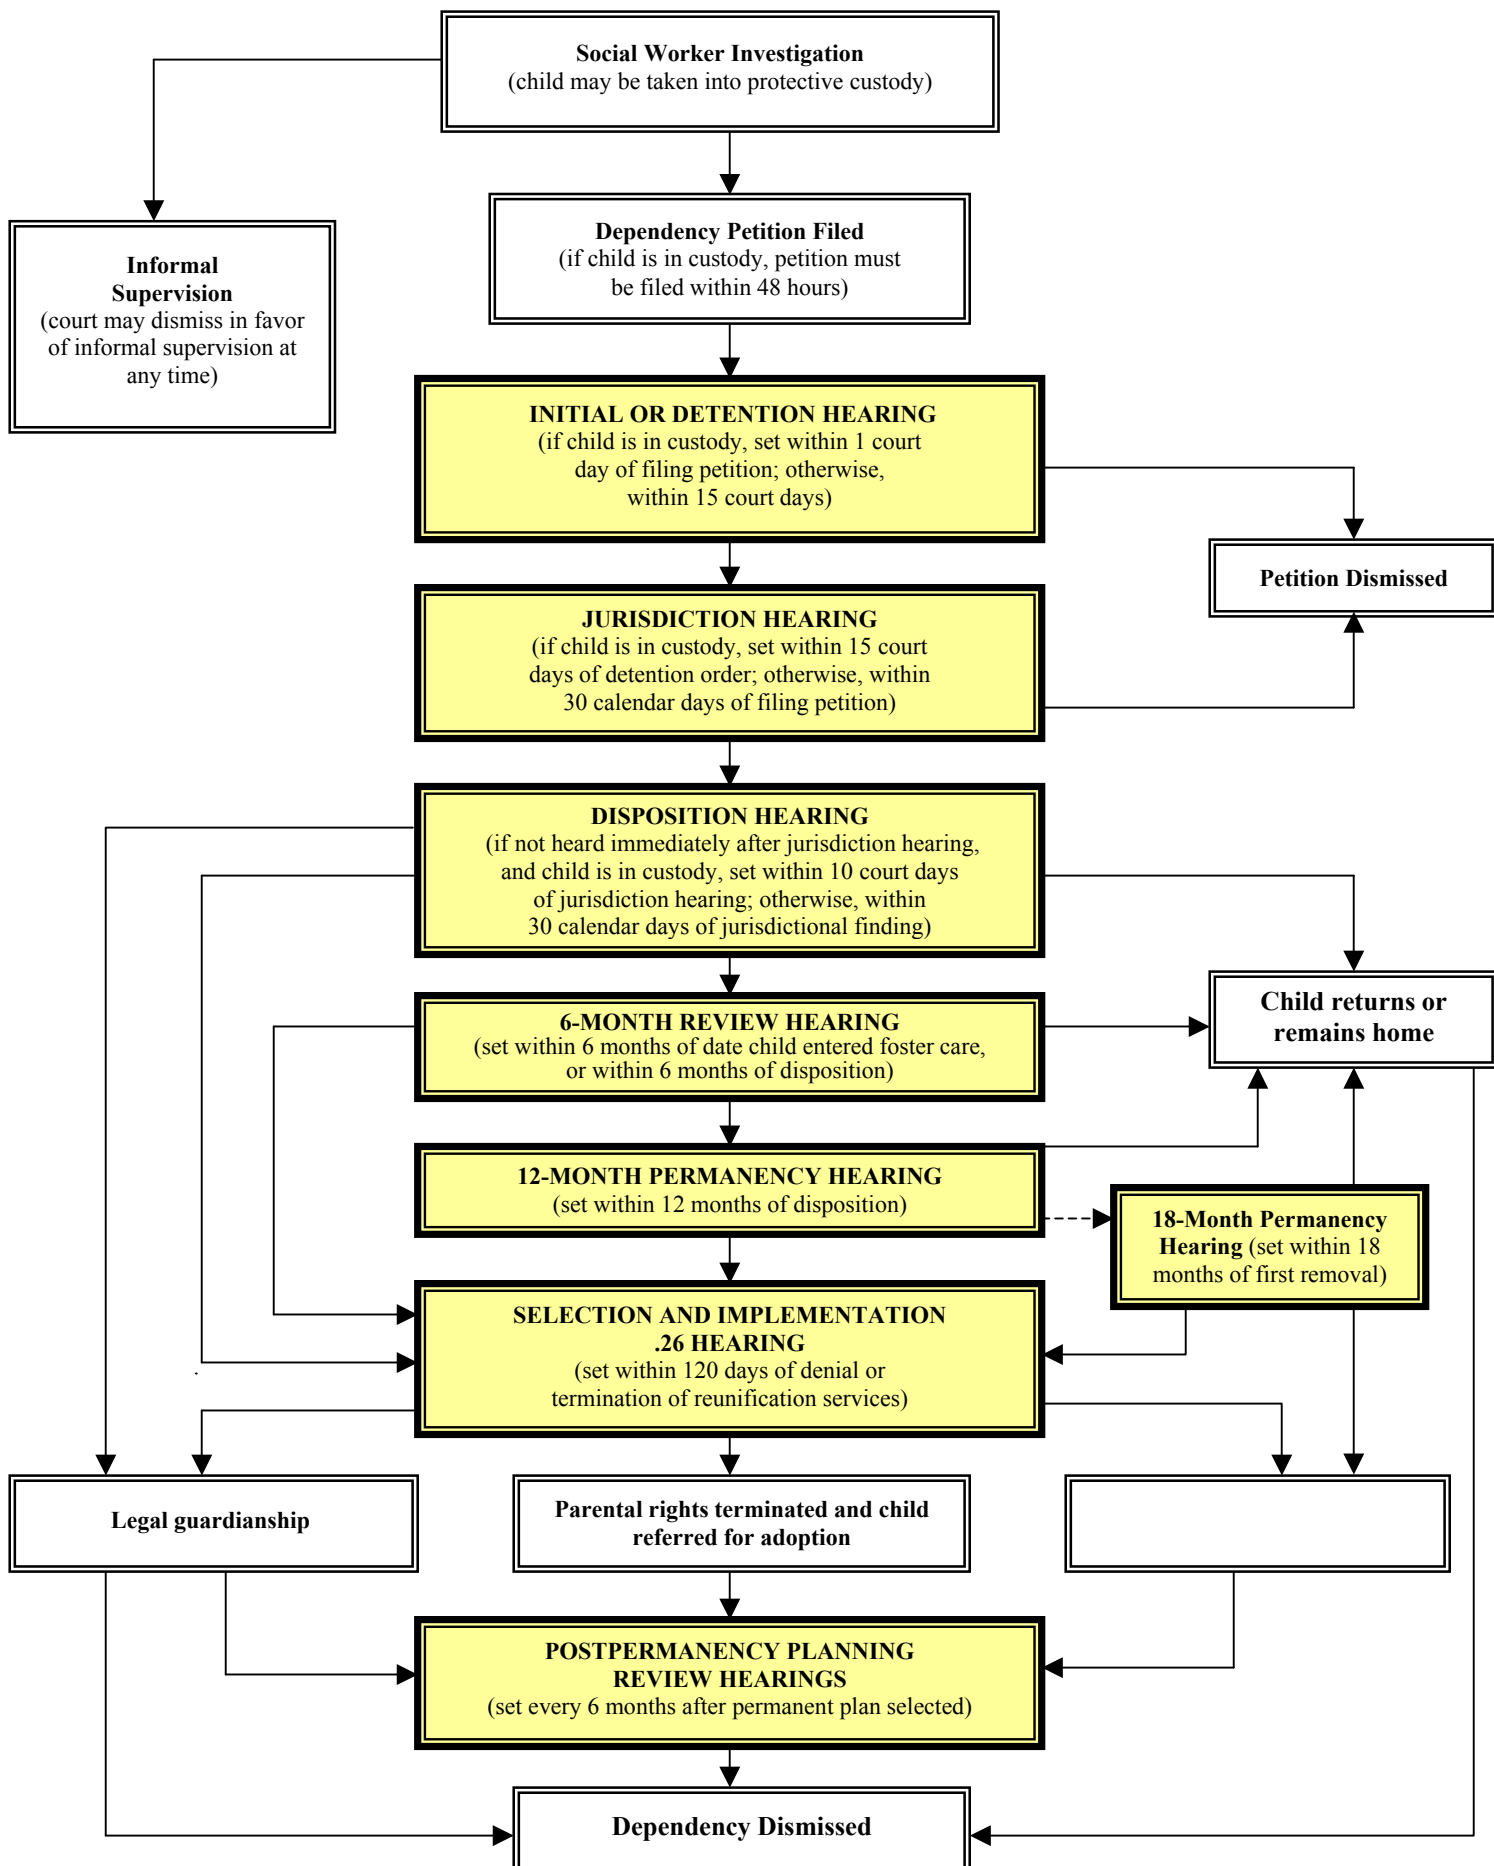 Social Worker Investigation
(child may be taken into protective custody)
Informal
Supervision
(court may dismiss in favor
of informal supervision at
any time)
Dependency Petition Filed
(if child is in custody, petition must
be filed within 48 hours)
INITIAL OR DETENTION HEARING
(if child is in custody, set within 1 court
day of filing petition; otherwise,
within 15 court days)
Petition Dismissed
JURISDICTION HEARING
(if child is in custody, set within 15 court
days of detention order; otherwise, within
30 calendar days of filing petition)
DISPOSITION HEARING
(if not heard immediately after jurisdiction hearing,
and child is in custody, set within 10 court days
of jurisdiction hearing; otherwise, within
30 calendar days of jurisdictional finding)
6-MONTH REVIEW HEARING
(set within 6 months of date child entered foster care,
or within 6 months of disposition)
Child returns or
remains home
12-MONTH PERMANENCY HEARING
(set within 12 months of disposition)
18-Month Permanency
Hearing (set within 18
months of first removal)
SELECTION AND IMPLEMENTATION
.26 HEARING
(set within 120 days of denial or
termination of reunification services)
Legal guardianship
Parental rights terminated and child
referred for adoption
POSTPERMANENCY PLANNING
REVIEW HEARINGS
(set every 6 months after permanent plan selected)
Dependency Dismissed